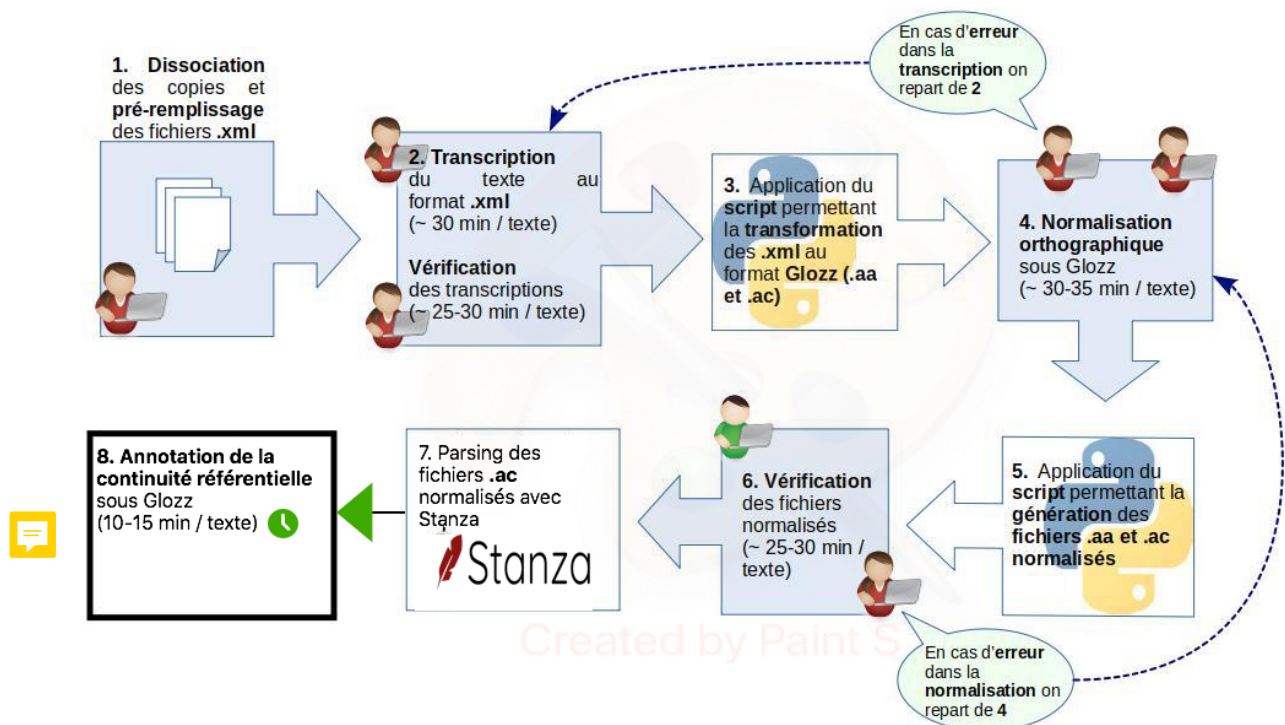 1. Dissociation
des copies et
pré-remplissage
des fichiers .xml
2. Transcription
du texte au
format .xml
(~ 30 min / texte)
Vérification
des transcriptions
(~ 25-30 min / texte)
3. Application du
script permettant
la transformation
des .xml au
format Glozz (.aa
et .ac)
En cas d'erreur
dans la
transcription on
repart de 2
4. Normalisation
orthographique
sous Glozz
(~ 30-35 min / texte)
5. Application du
script permettant la
génération des
fichiers .aa et .ac
normalisés
6. Vérification
des fichiers
normalisés
(~ 25-30 min /
texte)
En cas d'erreur
dans la
normalisation on
repart de 4
7. Parsing des
fichiers .ac
normalisés avec
Stanza
Stanza
8. Annotation de la
continuité référentielle
sous Glozz
(10-15 min / texte)
Created by Paint S